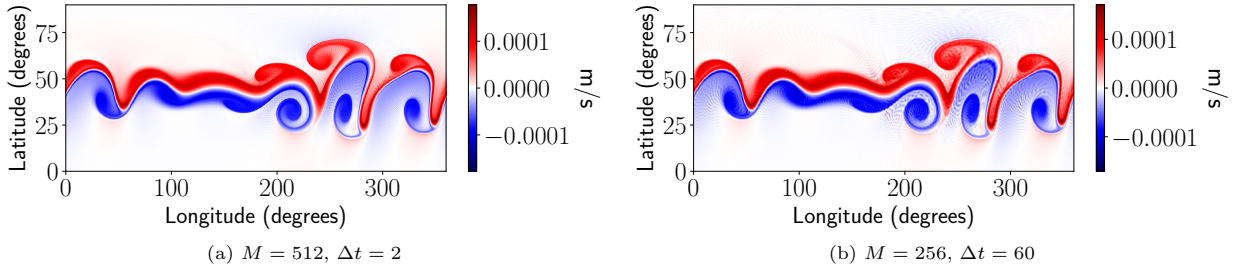 75
50
25
0
Latitude (degrees)
0 100 200 300
Longitude (degrees)
0.0001
0.0000
−0.0001
m/s
(a) M = 512, Δt = 2
75
50
25
0
Latitude (degrees)
0 100 200 300
Longitude (degrees)
0.0001
0.0000
−0.0001
m/s
(b) M = 256, Δt = 60